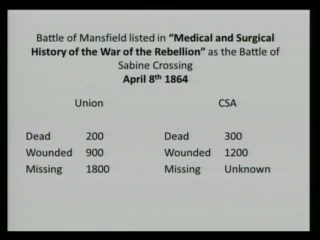 Battle of Mansfield listed in “Medical and Surgical
History of the War of the Rebellion” as the Battle of
Sabine Crossing
April 8th 1864
Union CSA
Dead 200 Dead 300
Wounded 900 Wounded 1200
Missing 1800 Missing Unknown